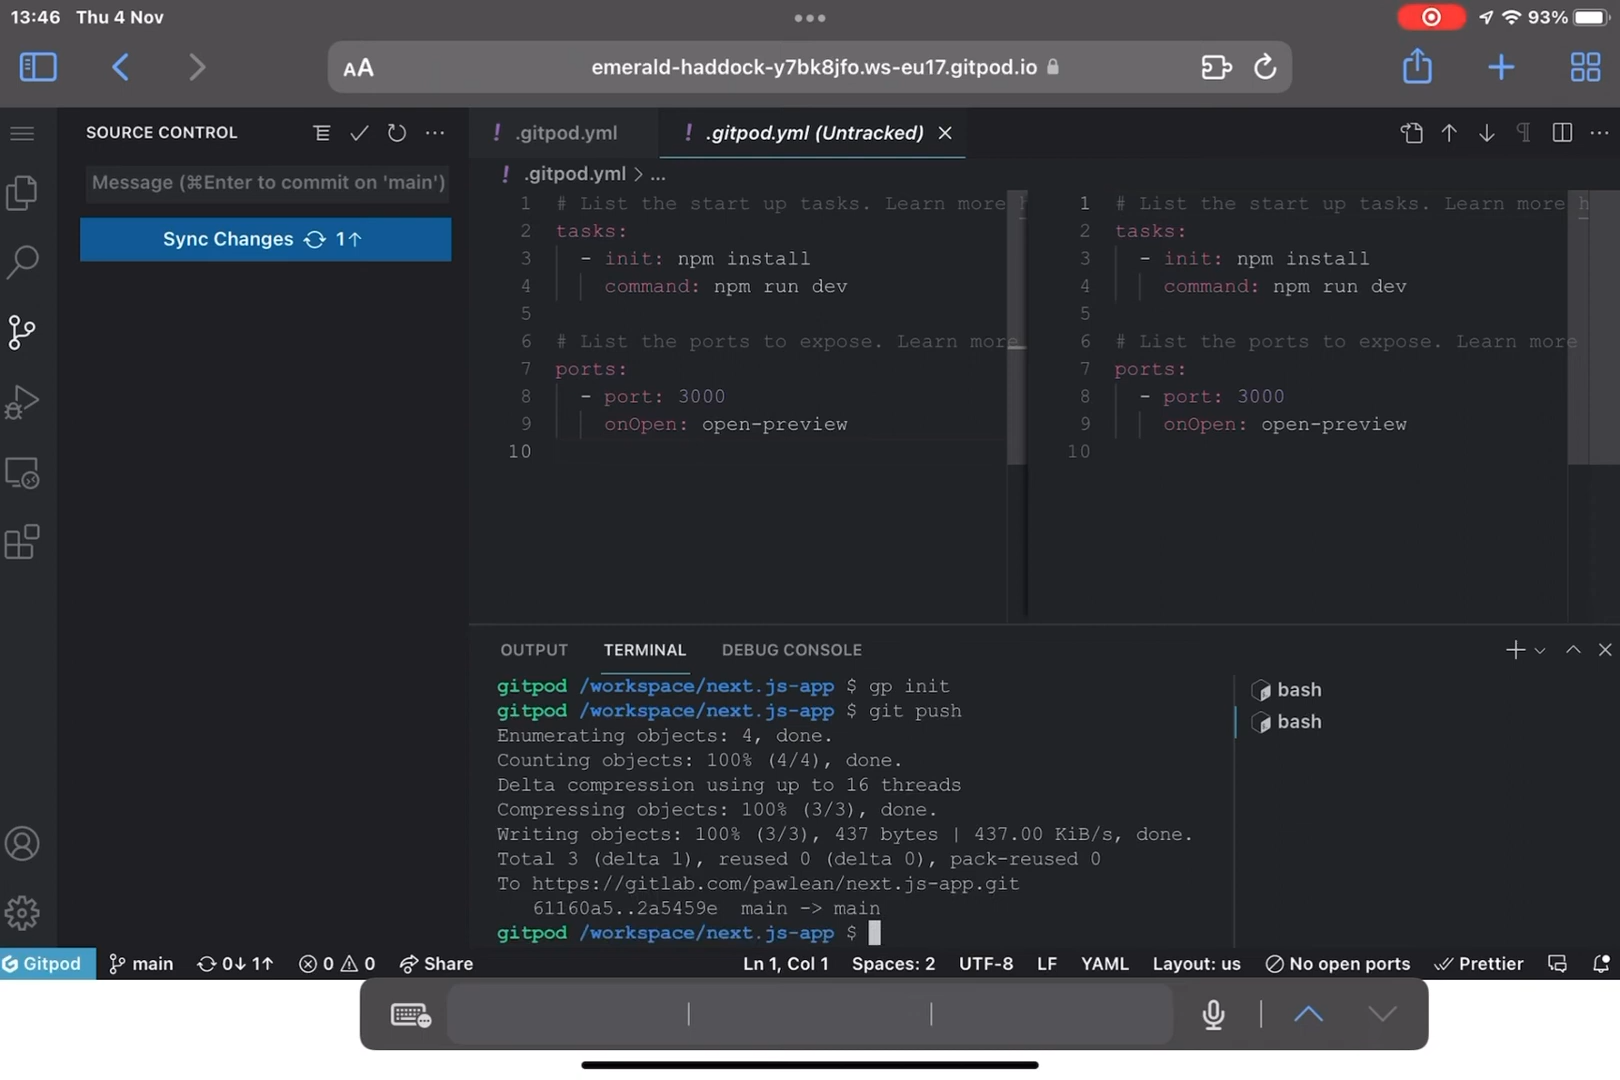 13:46 Thu 4 Nov
93%
AA
emerald-haddock-y7bk8jfo.ws-eu17.gitpod.io
SOURCE CONTROL
Message (⌘Enter to commit on 'main')
Sync Changes 1↑
! .gitpod.yml
! .gitpod.yml (Untracked)
! .gitpod.yml > ...
1 # List the start up tasks. Learn more h
2 tasks:
3 - init: npm install
4 command: npm run dev
5
6 # List the ports to expose. Learn more
7 ports:
8 - port: 3000
9 onOpen: open-preview
10
1 # List the start up tasks. Learn more h
2 tasks:
3 - init: npm install
4 command: npm run dev
5
6 # List the ports to expose. Learn more
7 ports:
8 - port: 3000
9 onOpen: open-preview
10
OUTPUT TERMINAL DEBUG CONSOLE
gitpod /workspace/next.js-app $ gp init
gitpod /workspace/next.js-app $ git push
Enumerating objects: 4, done.
Counting objects: 100% (4/4), done.
Delta compression using up to 16 threads
Compressing objects: 100% (3/3), done.
Writing objects: 100% (3/3), 437 bytes | 437.00 KiB/s, done.
Total 3 (delta 1), reused 0 (delta 0), pack-reused 0
To https://gitlab.com/pawlean/next.js-app.git
61160a5..2a5459e main -> main
gitpod /workspace/next.js-app $
bash
bash
Gitpod main 0↓ 1↑ 0 0 Share Ln 1, Col 1 Spaces: 2 UTF-8 LF YAML Layout: us No open ports Prettier